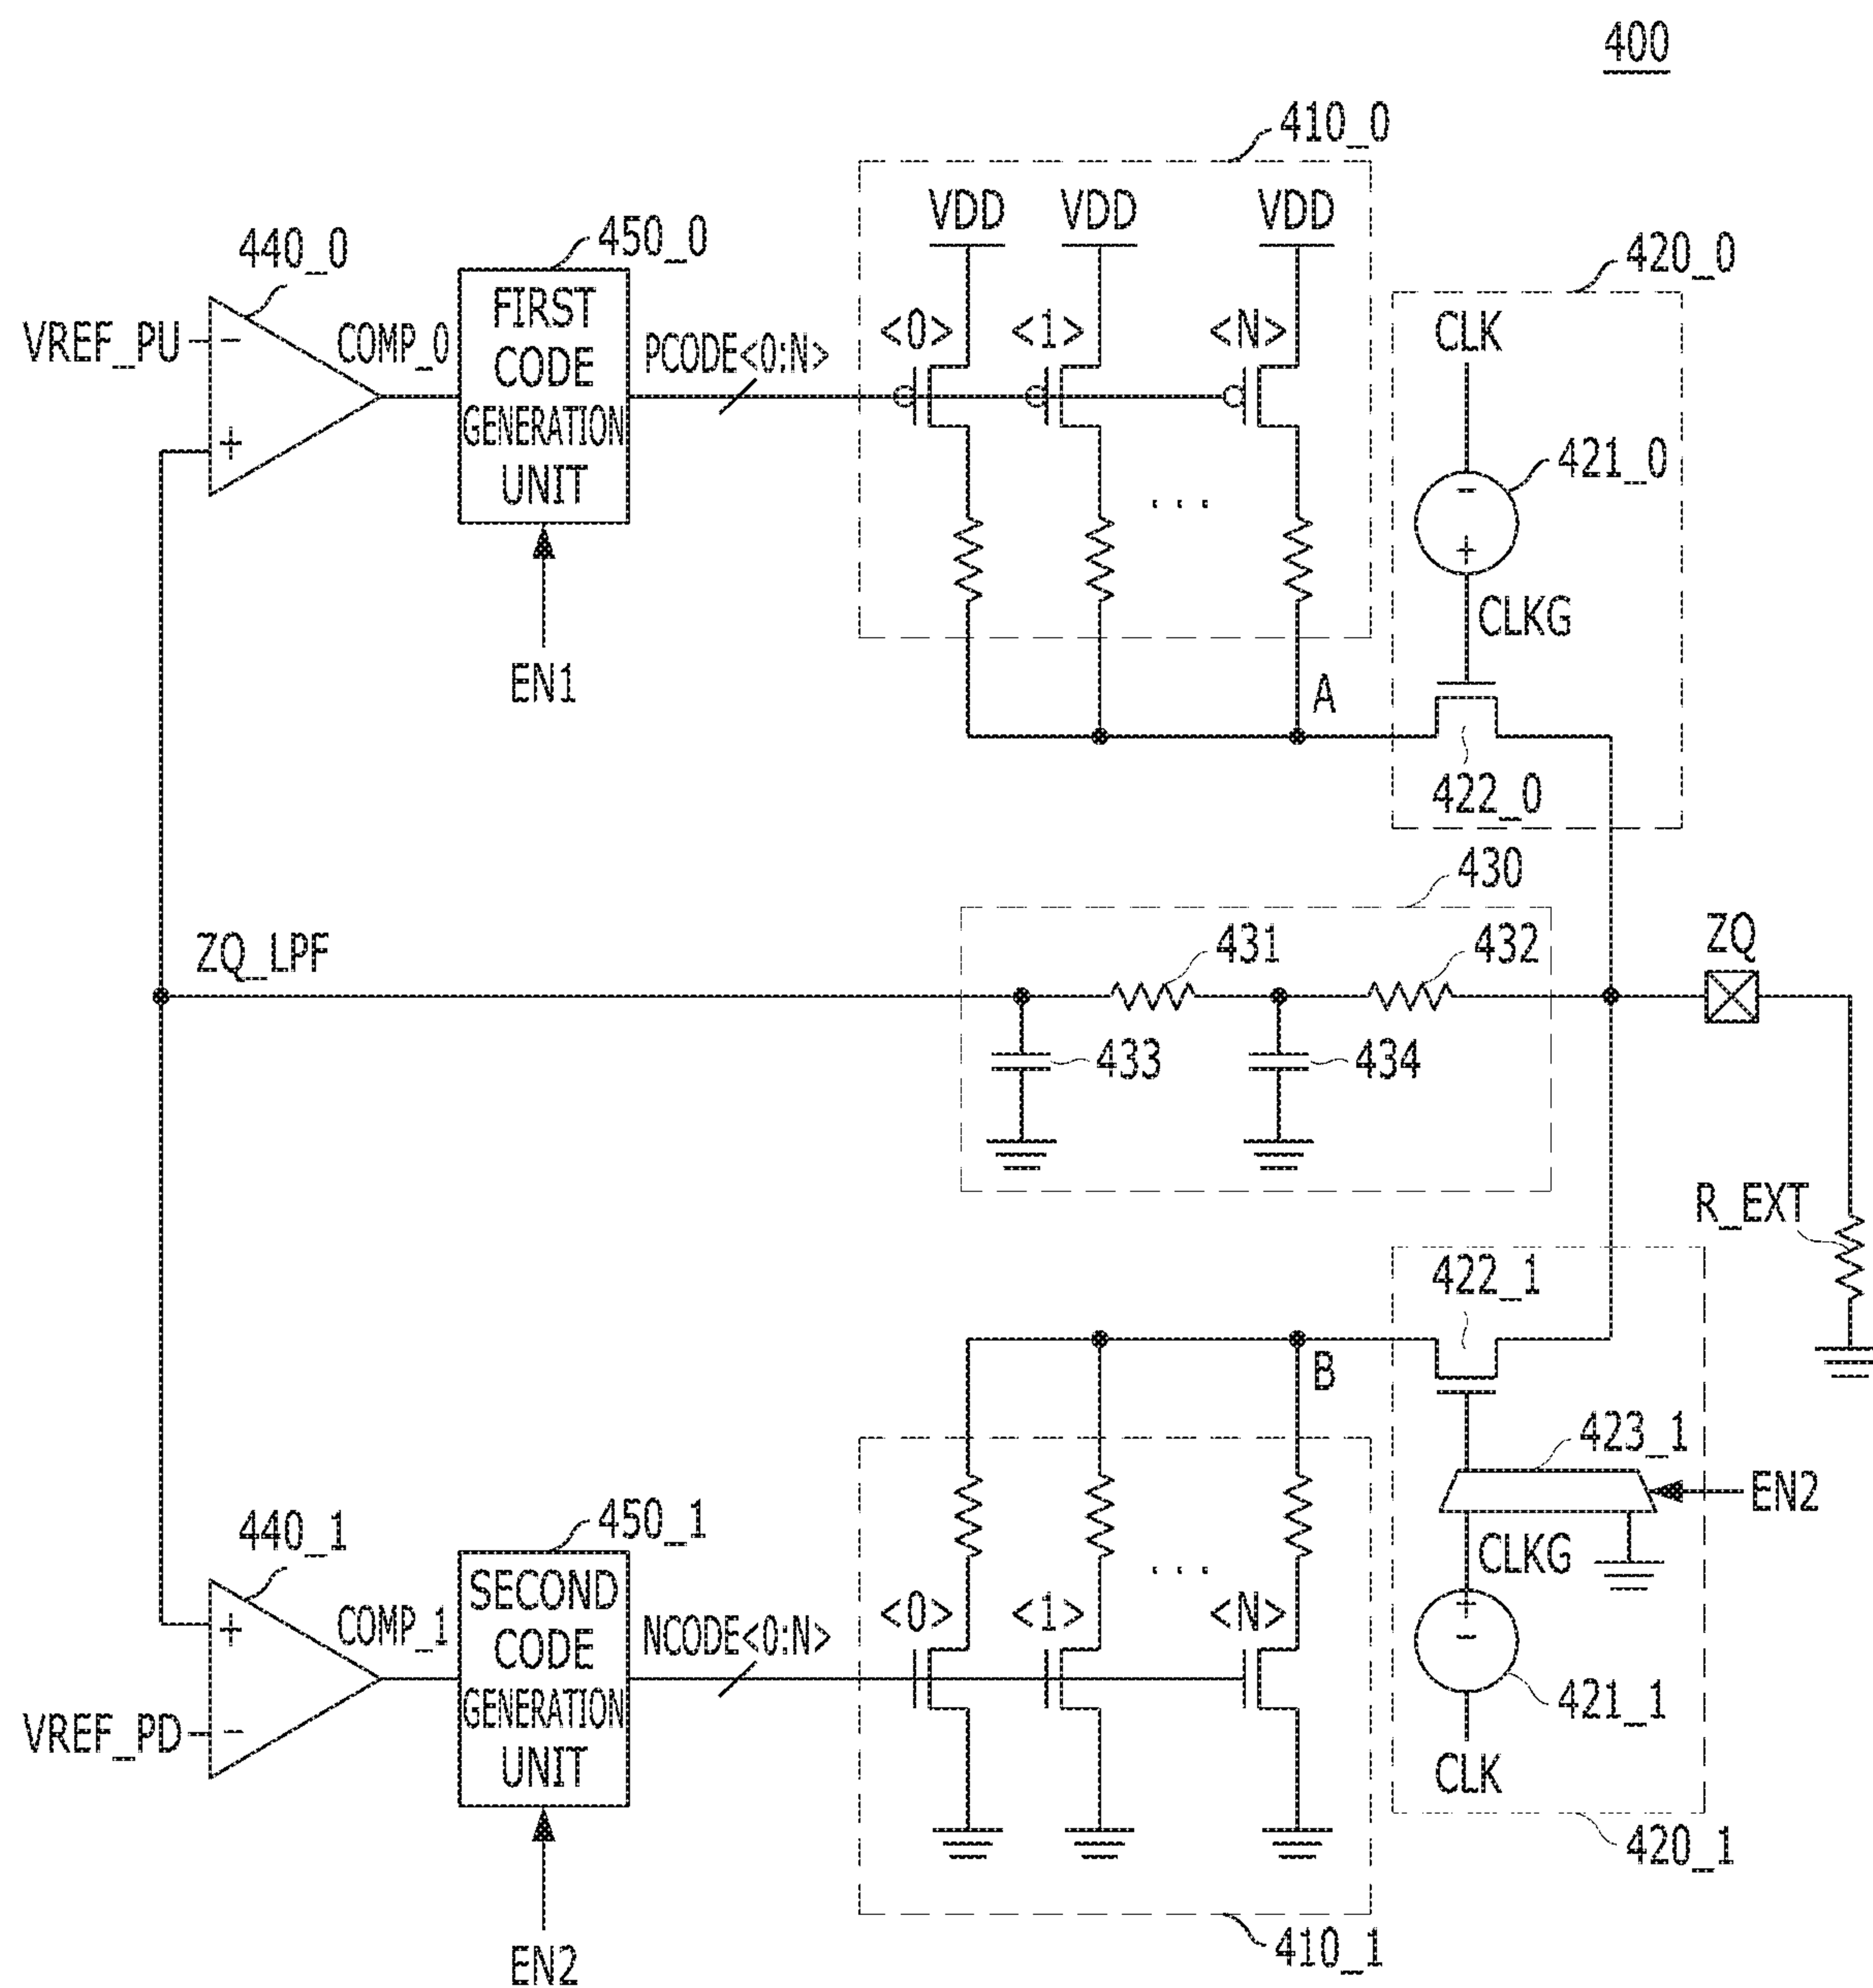 400
410_0
VDD VDD VDD
440_0
450_0
420_0
VREF_PU
-
+
COMP_0
FIRST
CODE
GENERATION
UNIT
PCODE<0:N>
<0> <1> <N>
CLK
-
+
421_0
. . .
CLKG
EN1
A
422_0
430
ZQ_LPF
431
432
ZQ
433
434
R_EXT
422_1
B
423_1
EN2
440_1
450_1
+
-
COMP_1
SECOND
CODE
GENERATION
UNIT
NCODE<0:N>
<0> <1> <N>
. . .
CLKG
+
-
421_1
VREF_PD
CLK
420_1
410_1
EN2